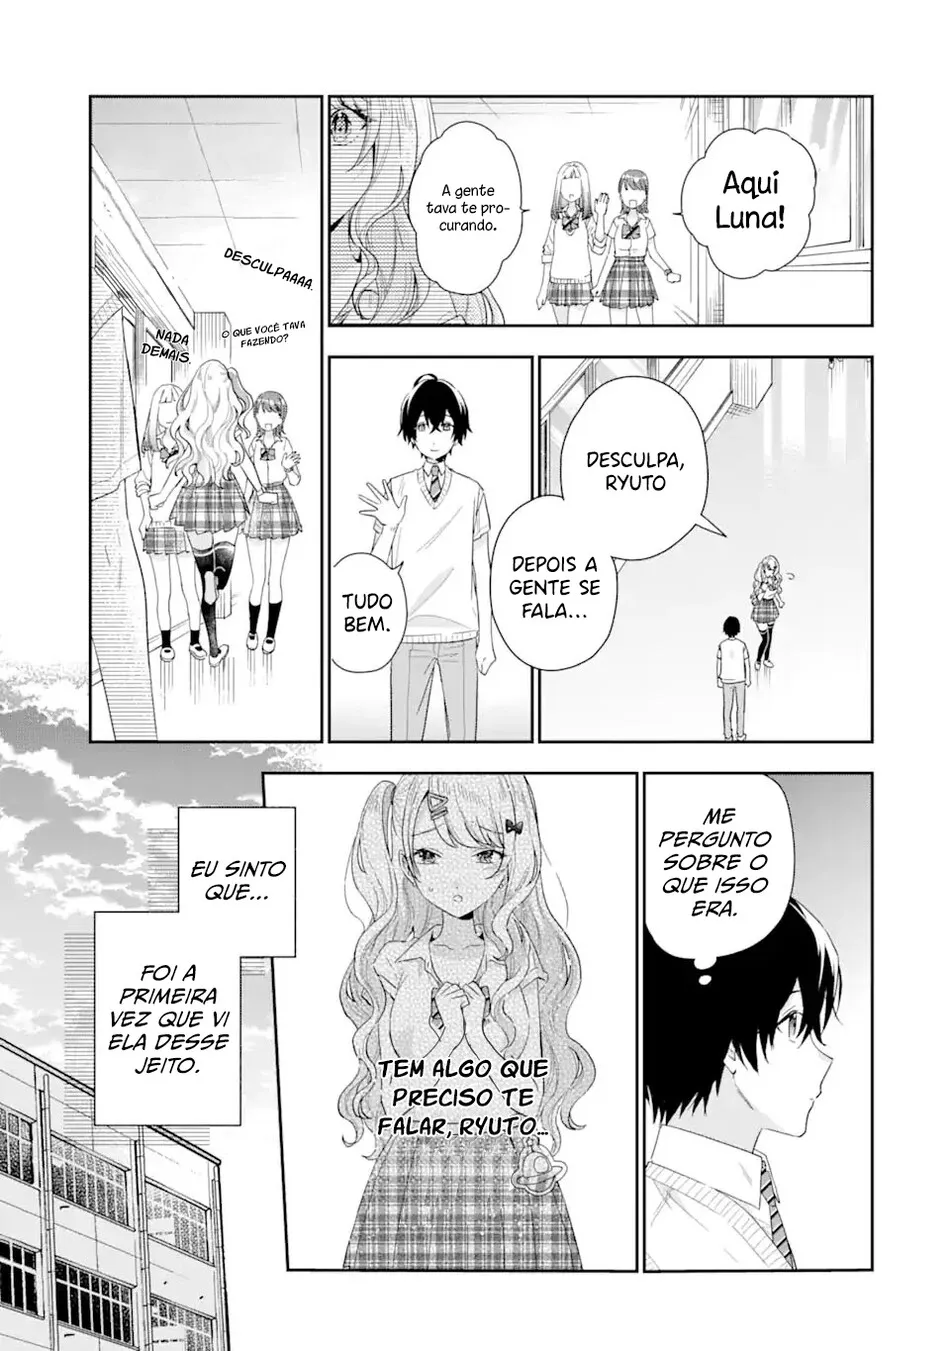 Aqui
Luna!
A gente
tava te pro-
curando.
DESCULPA,
RYUTO
DEPOIS A
GENTE SE
FALA...
TUDO
BEM.
DESCULPAAAA.
O QUE VOCÊ TAVA
FAZENDO?
NADA
DEMAIS.
ME
PERGUNTO
SOBRE O
QUE ISSO
ERA.
TEM ALGO QUE
PRECISO TE
FALAR, RYUTO...
EU SINTO
QUE...
FOI A
PRIMEIRA
VEZ QUE VI
ELA DESSE
JEITO.